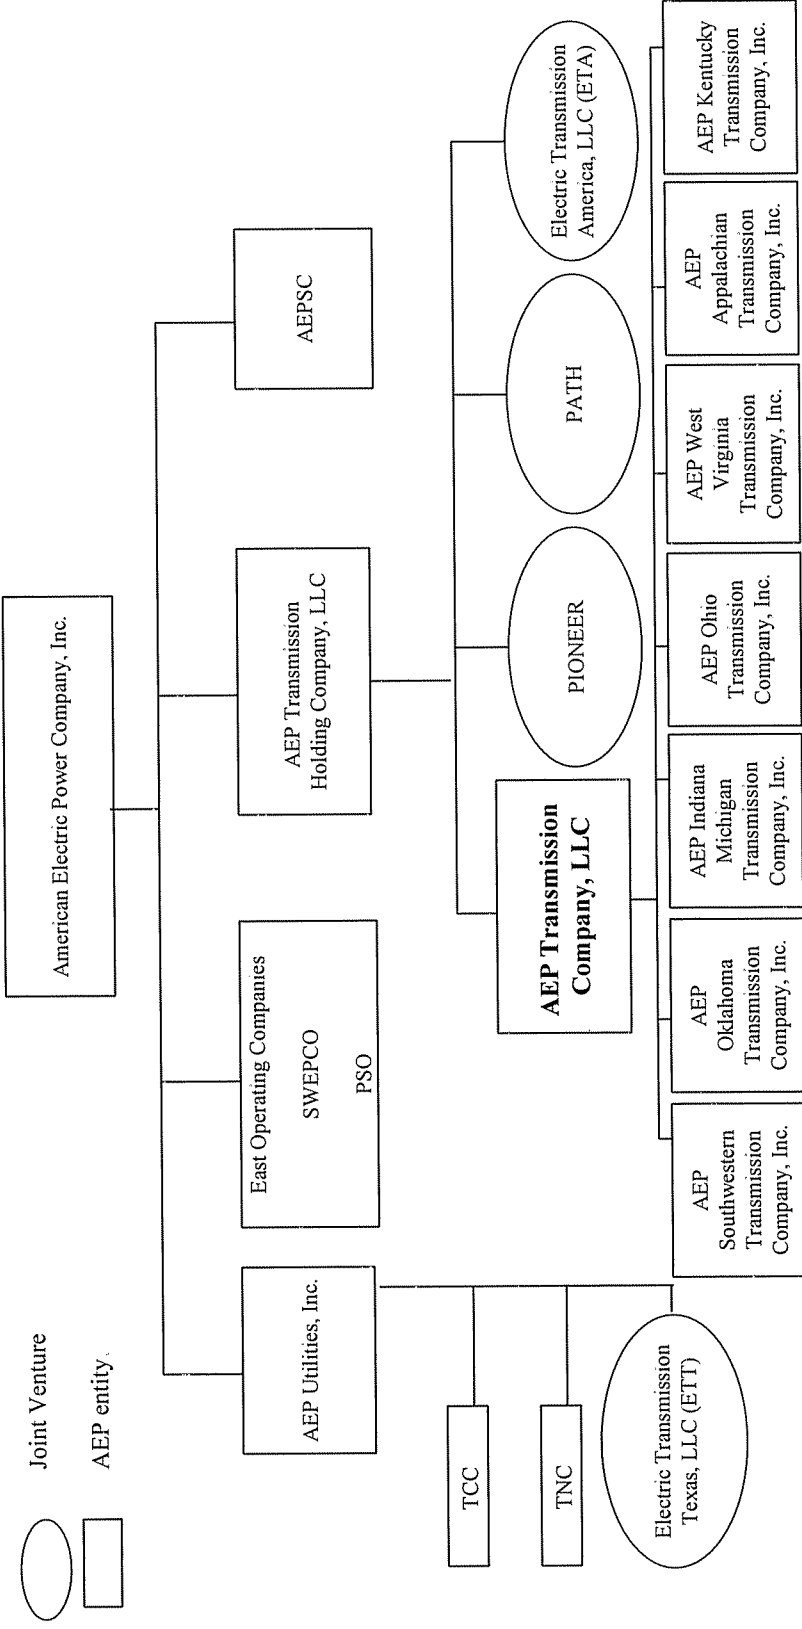 Joint Venture
AEP entity
American Electric Power Company, Inc.
AEP Utilities, Inc.
East Operating Companies
SWEPCO
PSO
AEP Transmission
Holding Company, LLC
AEPSC
TCC
TNC
Electric Transmission
Texas, LLC (ETT)
AEP Transmission
Company, LLC
PIONEER
PATH
Electric Transmission
America, LLC (ETA)
AEP
Southwestern
Transmission
Company, Inc.
AEP
Oklahoma
Transmission
Company, Inc.
AEP Indiana
Michigan
Transmission
Company, Inc.
AEP Ohio
Transmission
Company, Inc.
AEP West
Virginia
Transmission
Company, Inc.
AEP
Appalachian
Transmission
Company, Inc.
AEP Kentucky
Transmission
Company, Inc.